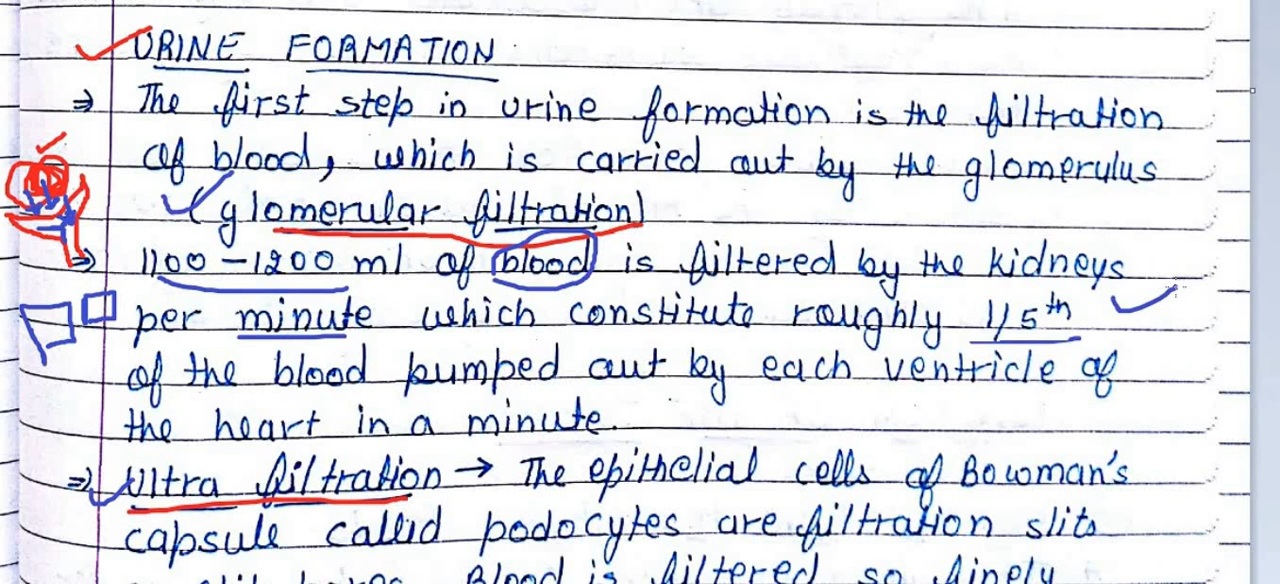 URINE FORMATION
⇒ The first step in urine formation is the filtration
of blood, which is carried out by the glomerulus
(glomerular filtration)
⇒ 1100-1200 ml of blood is filtered by the kidneys
per minute which constitute roughly 1/5th
of the blood pumped out by each ventricle of
the heart in a minute.
⇒ Ultra filtration → The epithelial cells of Bowman's
capsule called podocytes are filtration slits
Blood is filtered so finely